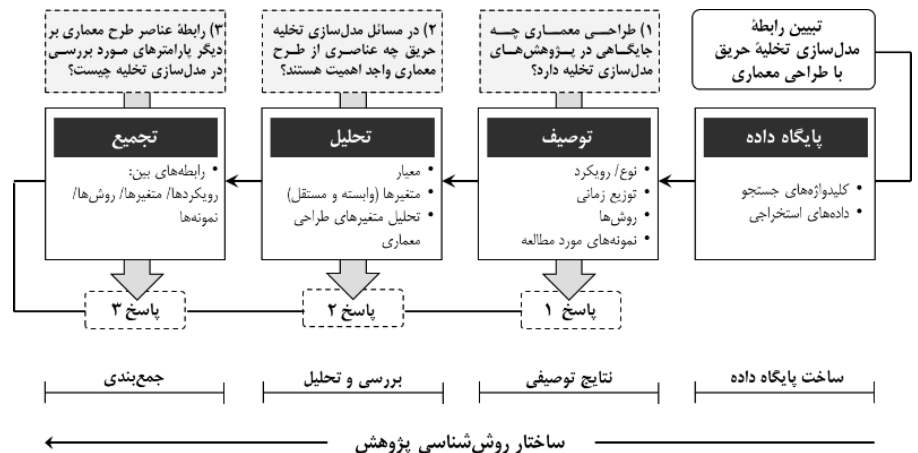 تبیین رابطهٔ
مدل‌سازی تخلیهٔ حریق
با طراحی معماری
۱) طراحی معماری چه
جایگاهی در پژوهش‌های
مدل‌سازی تخلیه دارد؟
۲) در مسائل مدل‌سازی تخلیه
حریق چه عناصری از طرح
معماری واجد اهمیت هستند؟
۳) رابطهٔ عناصر طرح معماری بر
دیگر پارامترهای مورد بررسی
در مدل‌سازی تخلیه چیست؟
پایگاه داده
• کلیدواژه‌های جستجو
• داده‌های استخراجی
توصیف
• نوع/ رویکرد
• توزیع زمانی
• روش‌ها
• نمونه‌های مورد مطالعه
تحلیل
• معیار
• متغیرها (وابسته و مستقل)
• تحلیل متغیرهای طراحی
معماری
تجمیع
• رابطه‌های بین:
رویکردها/ متغیرها/ روش‌ها/
نمونه‌ها
پاسخ ۱
پاسخ ۲
پاسخ ۳
ساخت پایگاه داده
نتایج توصیفی
بررسی و تحلیل
جمع‌بندی
ساختار روش‌شناسی پژوهش